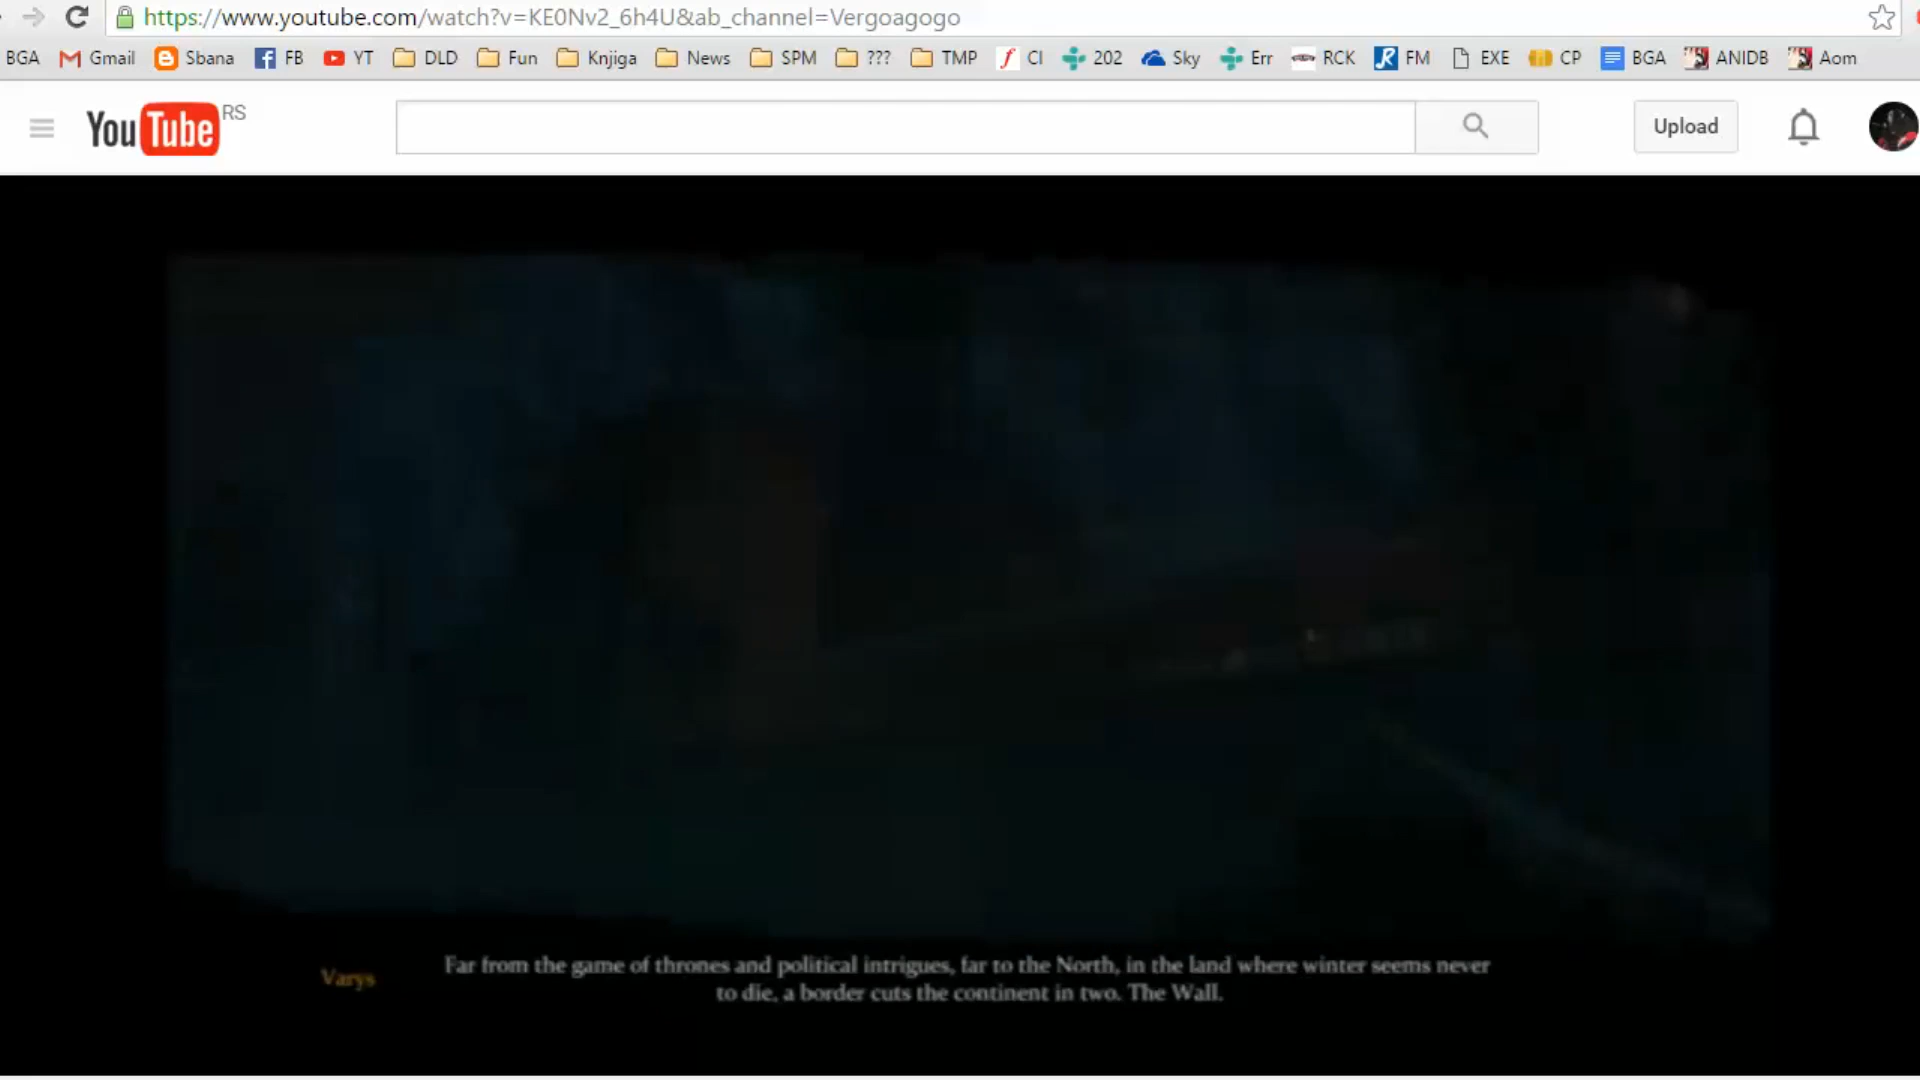 https://www.youtube.com/watch?v=KE0Nv2_6h4U&ab_channel=Vergoagogo
BGA Gmail Sbana FB YT DLD Fun Knjiga News SPM ??? TMP CI 202 Sky Err RCK FM EXE CP BGA ANIDB Aom
YouTube RS
Upload
Varys
Far from the game of thrones and political intrigues, far to the North, in the land where winter seems never
to die, a border cuts the continent in two. The Wall.